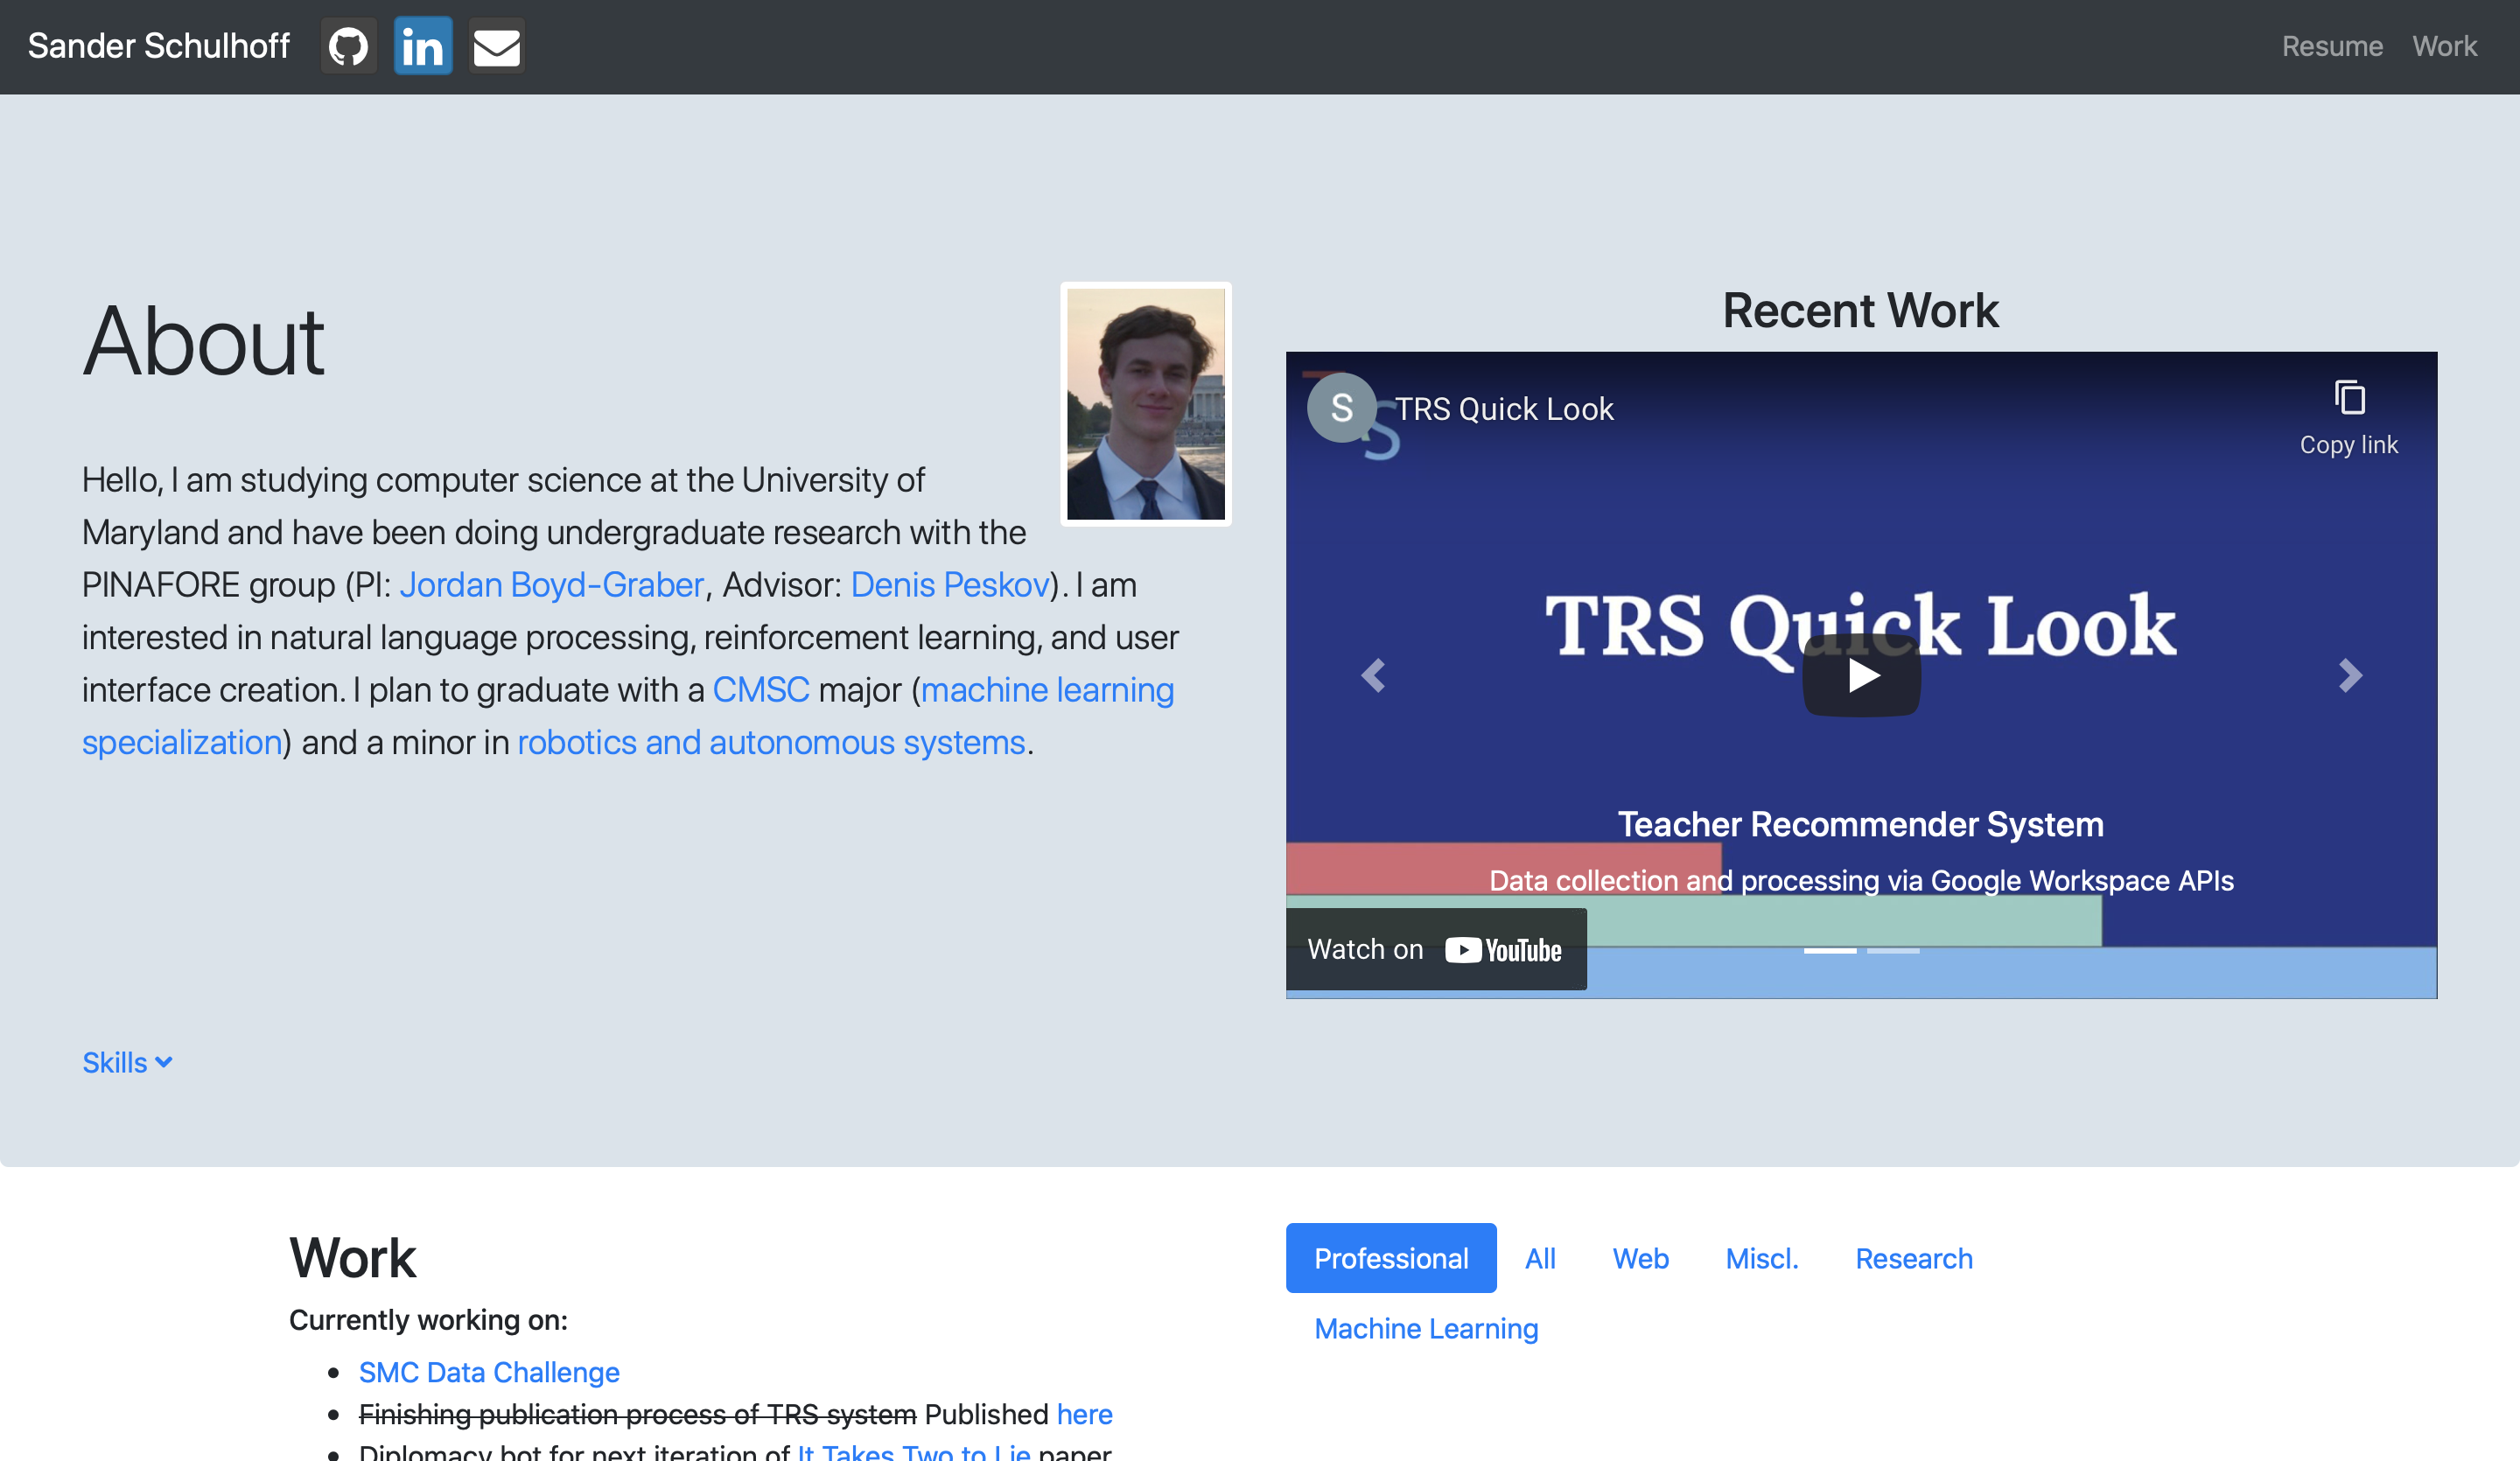 Sander Schulhoff
in
Resume Work
About
Hello, I am studying computer science at the University of
Maryland and have been doing undergraduate research with the
PINAFORE group (PI: Jordan Boyd-Graber, Advisor: Denis Peskov). I am
interested in natural language processing, reinforcement learning, and user
interface creation. I plan to graduate with a CMSC major (machine learning
specialization) and a minor in robotics and autonomous systems.
Skills
Recent Work
S
TRS Quick Look
Copy link
TRS Quick Look
Teacher Recommender System
Data collection and processing via Google Workspace APIs
Watch on YouTube
Work
Currently working on:
SMC Data Challenge
Finishing publication process of TRS system Published here
Diplomacy bot for next iteration of It Takes Two to Lie paper
Professional All Web Miscl. Research
Machine Learning